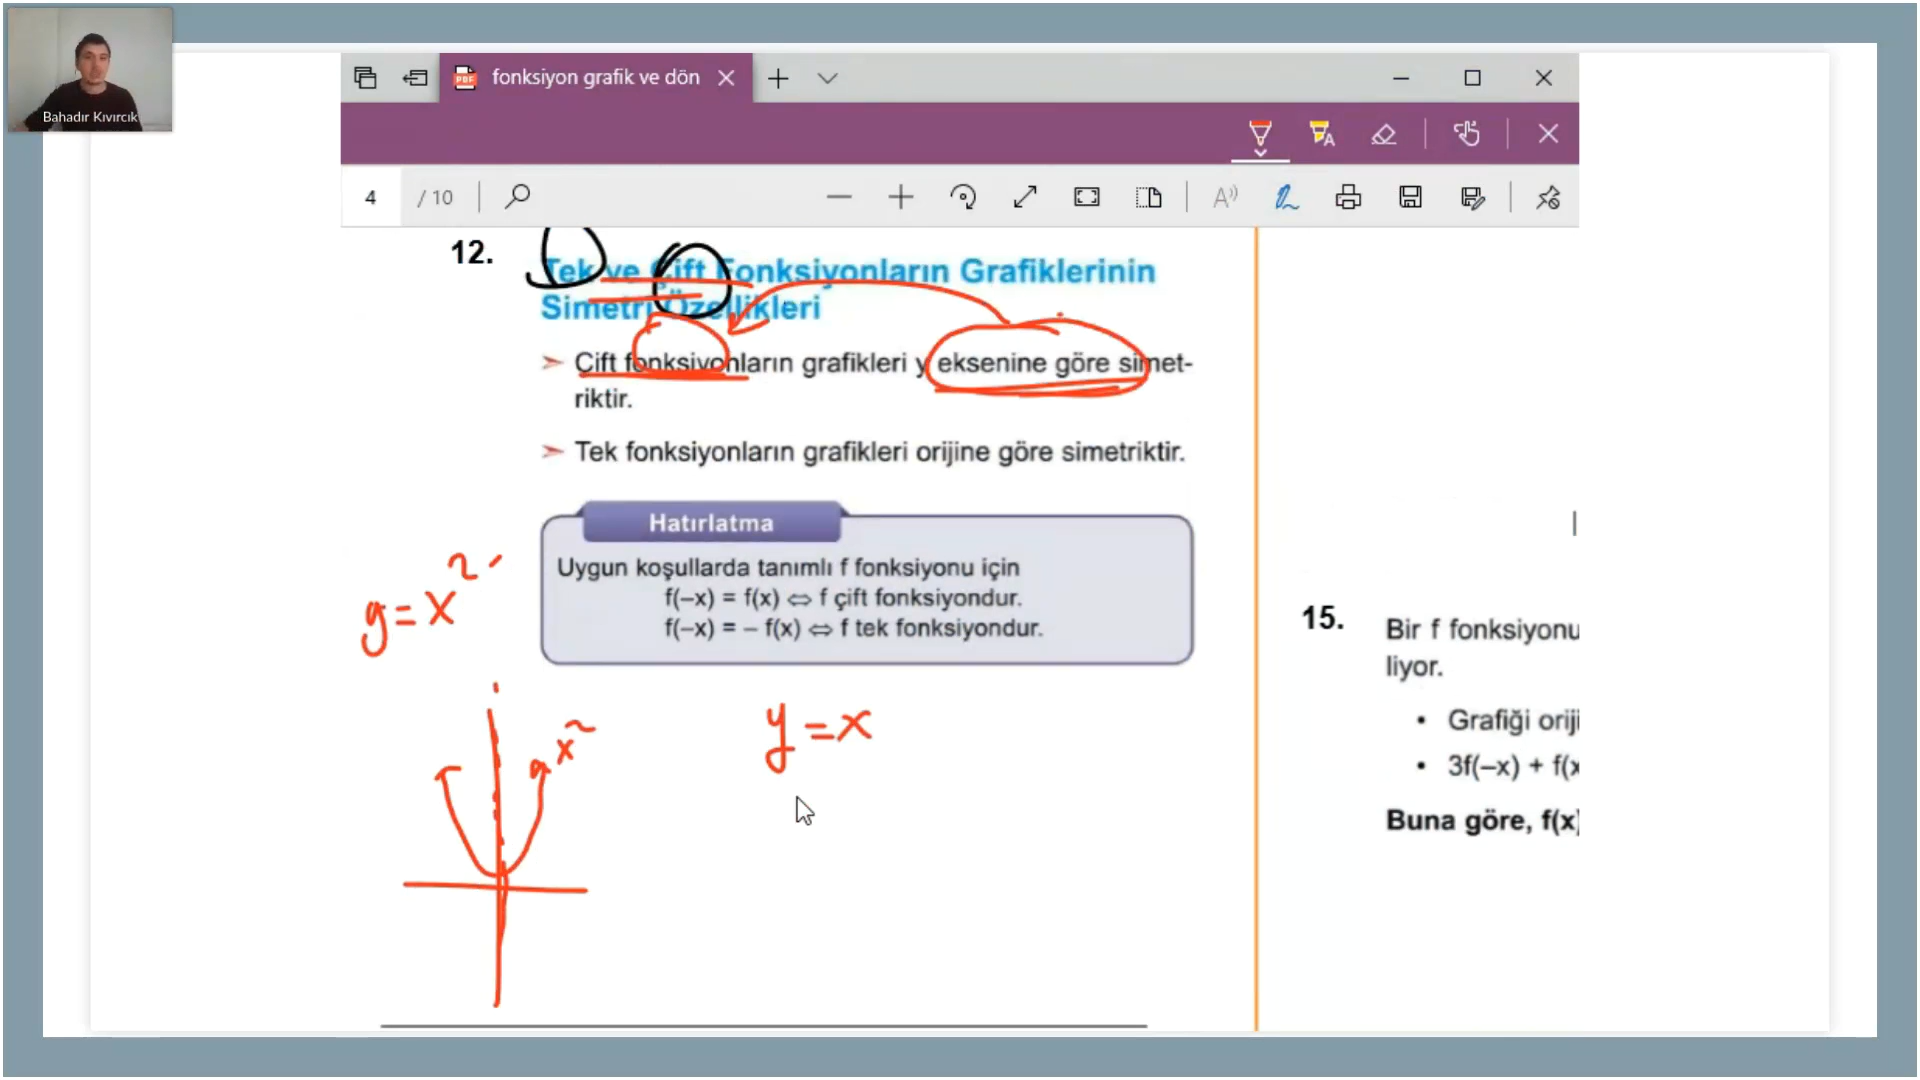 Bahadır Kıvırcık
fonksiyon grafik ve dön
4 / 10
12.
Tek ve Çift Fonksiyonların Grafiklerinin
Simetri Özellikleri
➢ Çift fonksiyonların grafikleri y eksenine göre simet-
riktir.
➢ Tek fonksiyonların grafikleri orijine göre simetriktir.
Hatırlatma
Uygun koşullarda tanımlı f fonksiyonu için
f(−x) = f(x) ⇔ f çift fonksiyondur.
f(−x) = − f(x) ⇔ f tek fonksiyondur.
y = x²
x²
y = x
15.
Bir f fonksiyonu
liyor.
• Grafiği oriji
• 3f(−x) + f(x
Buna göre, f(x)